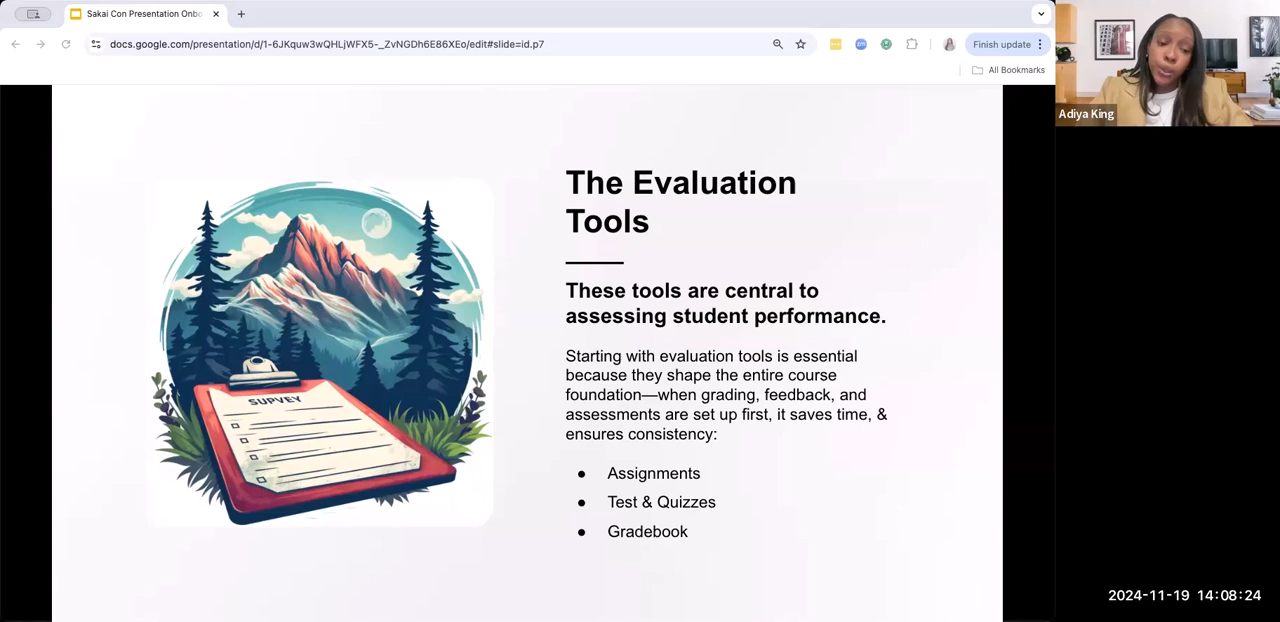 Sakai Con Presentation Onbo
docs.google.com/presentation/d/1-6JKquw3wQHLjWFX5-_ZvNGDh6E86XEo/edit#slide=id.p7
Finish update
All Bookmarks
Adiya King
The Evaluation
Tools
These tools are central to
assessing student performance.
Starting with evaluation tools is essential
because they shape the entire course
foundation—when grading, feedback, and
assessments are set up first, it saves time, &
ensures consistency:
● Assignments
● Test & Quizzes
● Gradebook
SURVEY
2024-11-19 14:08:24